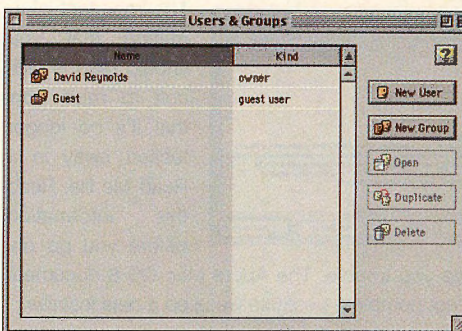 Users & Groups
Name Kind
David Reynolds owner
Guest guest user
?
New User
New Group
Open
Duplicate
Delete